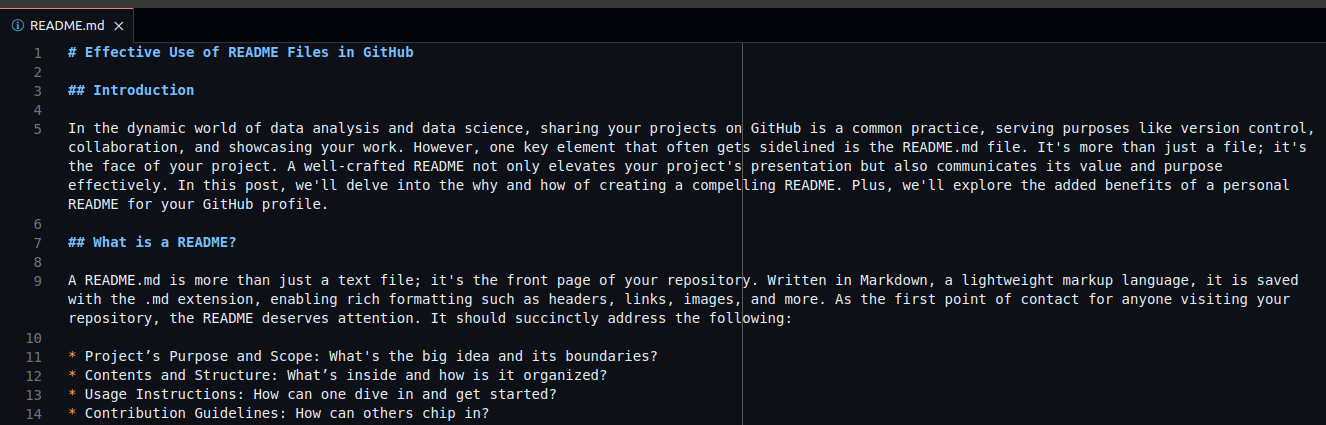 README.md ×
1 # Effective Use of README Files in GitHub
2
3 ## Introduction
4
5 In the dynamic world of data analysis and data science, sharing your projects on GitHub is a common practice, serving purposes like version control,
collaboration, and showcasing your work. However, one key element that often gets sidelined is the README.md file. It's more than just a file; it's
the face of your project. A well-crafted README not only elevates your project's presentation but also communicates its value and purpose
effectively. In this post, we'll delve into the why and how of creating a compelling README. Plus, we'll explore the added benefits of a personal
README for your GitHub profile.
6
7 ## What is a README?
8
9 A README.md is more than just a text file; it's the front page of your repository. Written in Markdown, a lightweight markup language, it is saved
with the .md extension, enabling rich formatting such as headers, links, images, and more. As the first point of contact for anyone visiting your
repository, the README deserves attention. It should succinctly address the following:
10
11 * Project’s Purpose and Scope: What's the big idea and its boundaries?
12 * Contents and Structure: What’s inside and how is it organized?
13 * Usage Instructions: How can one dive in and get started?
14 * Contribution Guidelines: How can others chip in?